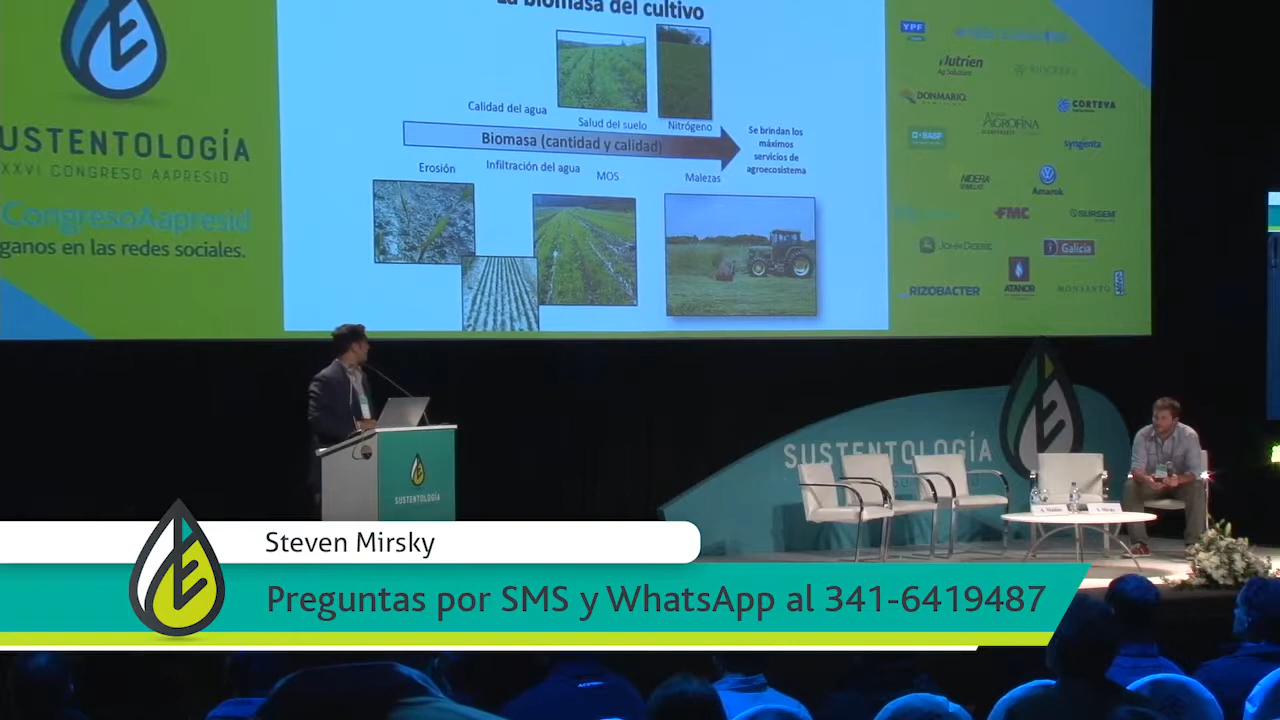 La biomasa del cultivo
Calidad del agua
Salud del suelo
Nitrógeno
Biomasa (cantidad y calidad)
Se brindan los
máximos
servicios de
agroecosistema
Erosión
Infiltración del agua
MOS
Malezas
USTENTOLOGÍA
XXVI CONGRESO AAPRESID
CongresoAapresid
ganos en las redes sociales.
YPF
Nutrien
Ag Solutions
DONMARIO
CORTEVA
AGROFINA
BASF
syngenta
NIDERA
SEMILLAS
Amarok
FMC
SURSEM
JOHN DEERE
Galicia
RIZOBACTER
ATANOR
MONSANTO
SUSTENTOLOGÍA
SUSTENTOLOGÍA
Steven Mirsky
Preguntas por SMS y WhatsApp al 341-6419487